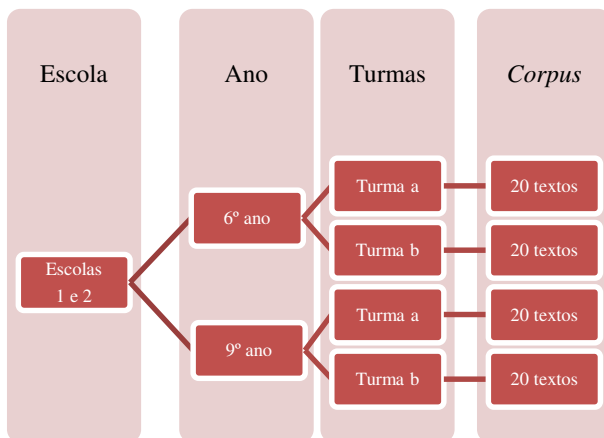 Escola
Ano
Turmas
Corpus
Escolas
1 e 2
6º ano
9º ano
Turma a
20 textos
Turma b
20 textos
Turma a
20 textos
Turma b
20 textos